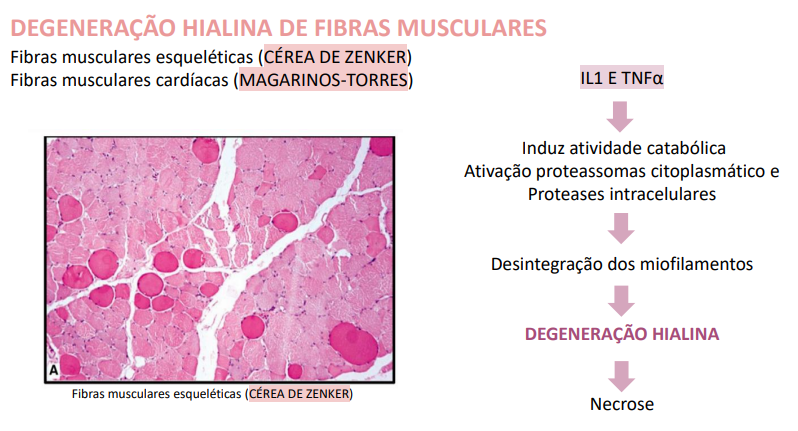 DEGENERAÇÃO HIALINA DE FIBRAS MUSCULARES
Fibras musculares esqueléticas (CÉREA DE ZENKER)
Fibras musculares cardíacas (MAGARINOS-TORRES)
A
Fibras musculares esqueléticas (CÉREA DE ZENKER)
IL1 E TNFα
Induz atividade catabólica
Ativação proteassomas citoplasmático e
Proteases intracelulares
Desintegração dos miofilamentos
DEGENERAÇÃO HIALINA
Necrose